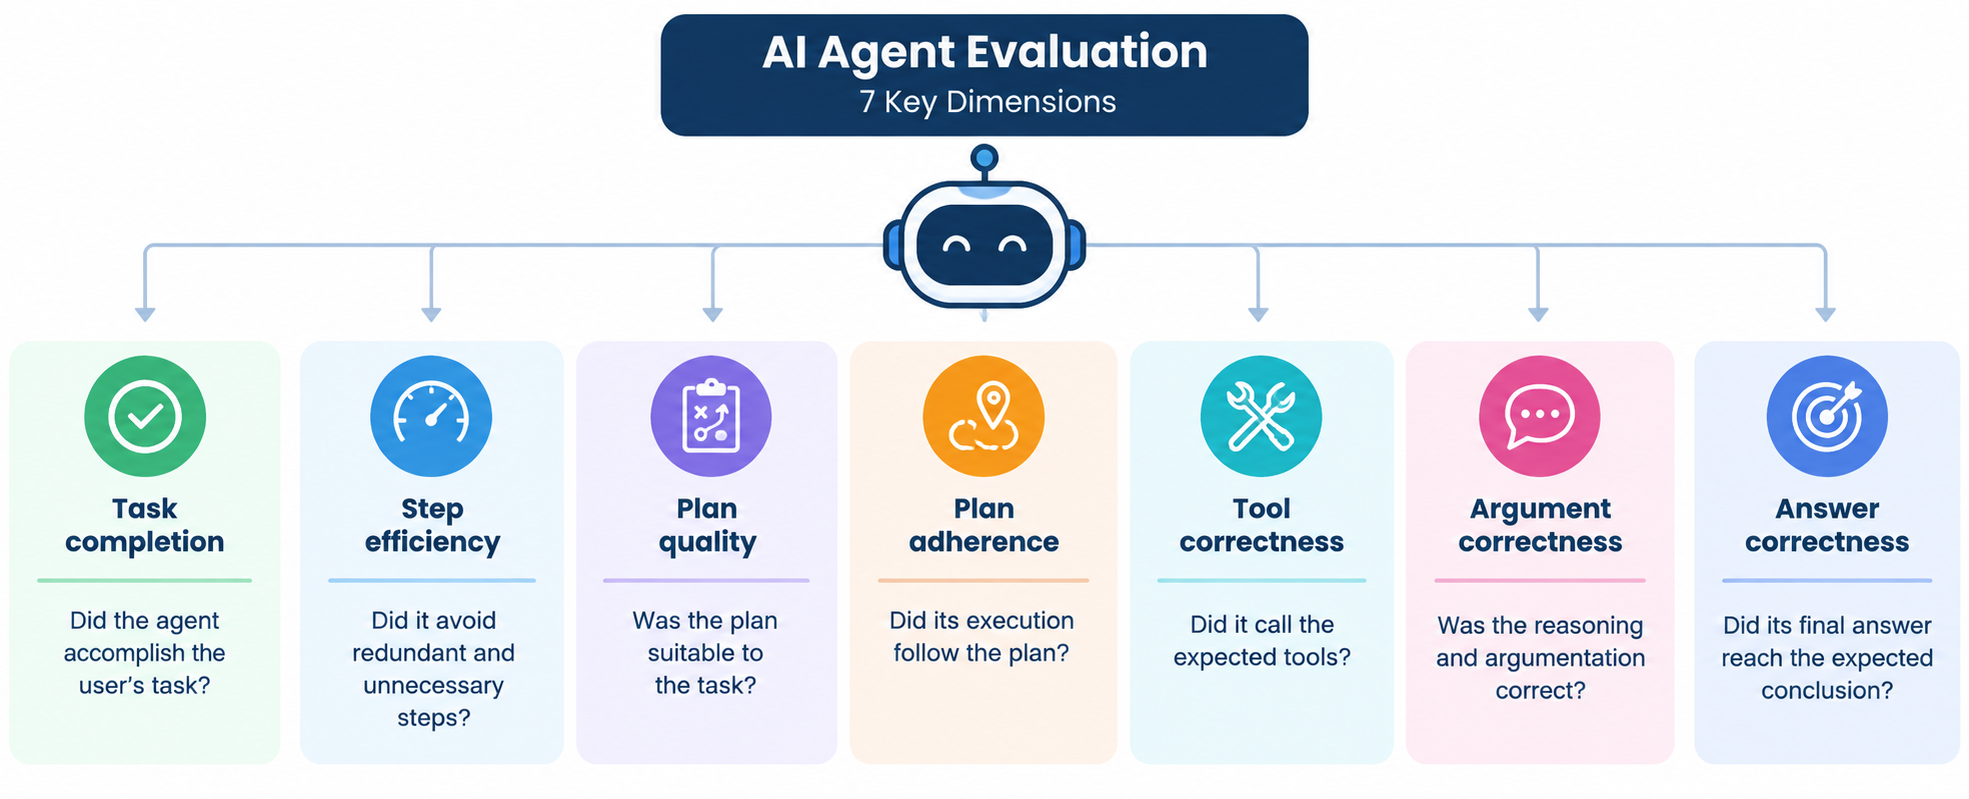 AI Agent Evaluation
7 Key Dimensions
Task
completion
Did the agent
accomplish the
user's task?
Step
efficiency
Did it avoid
redundant and
unnecessary
steps?
Plan
quality
Was the plan
suitable to
the task?
Plan
adherence
Did its execution
follow the plan?
Tool
correctness
Did it call the
expected tools?
Argument
correctness
Was the reasoning
and argumentation
correct?
Answer
correctness
Did its final answer
reach the expected
conclusion?